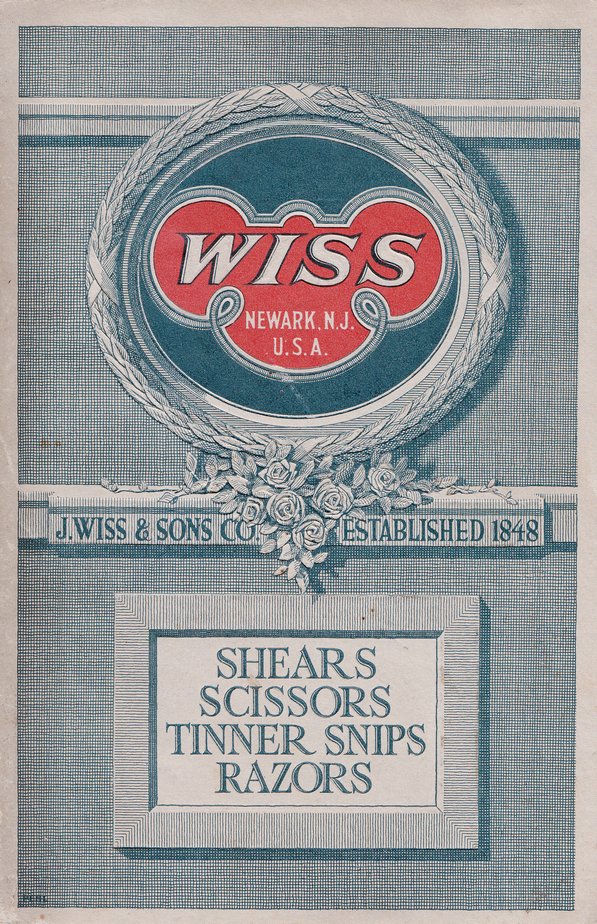 WISS
NEWARK, N.J.
U.S.A.
J. WISS & SONS CO. ESTABLISHED 1848
SHEARS
SCISSORS
TINNER SNIPS
RAZORS